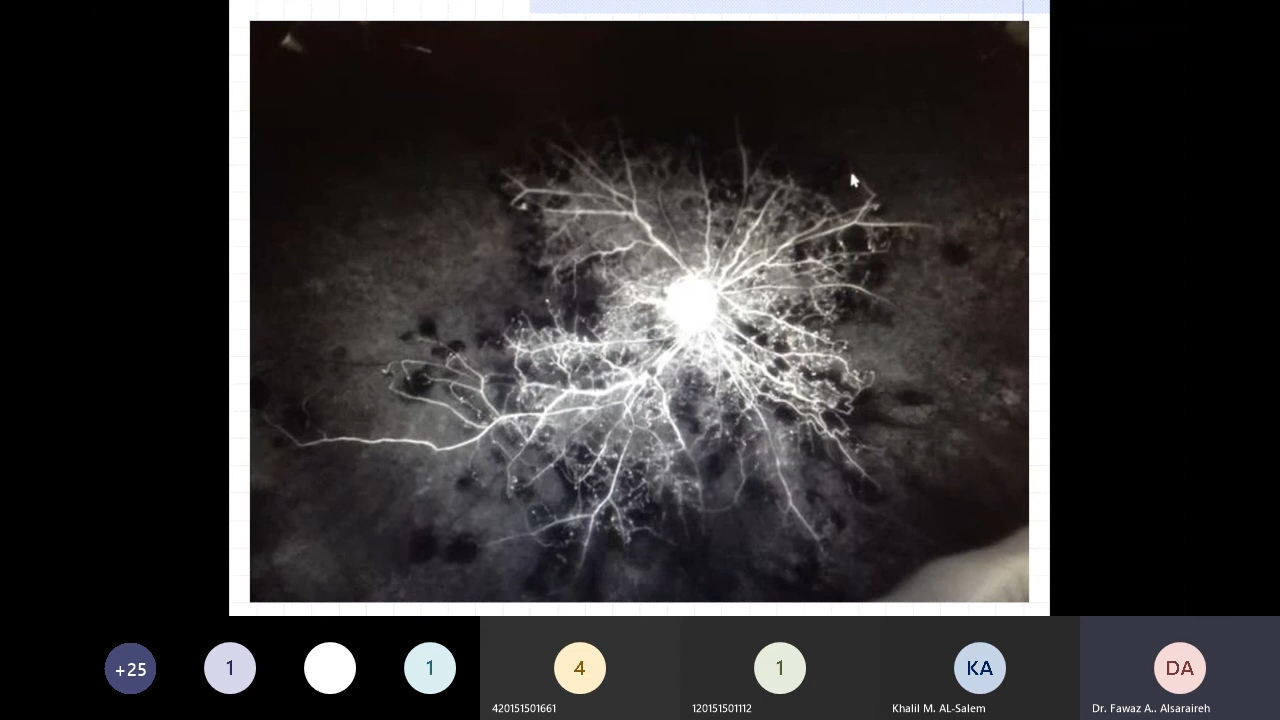 +25
1
1
4
1
KA
DA
420151501661
120151501112
Khalil M. AL-Salem
Dr. Fawaz A.. Alsaraireh